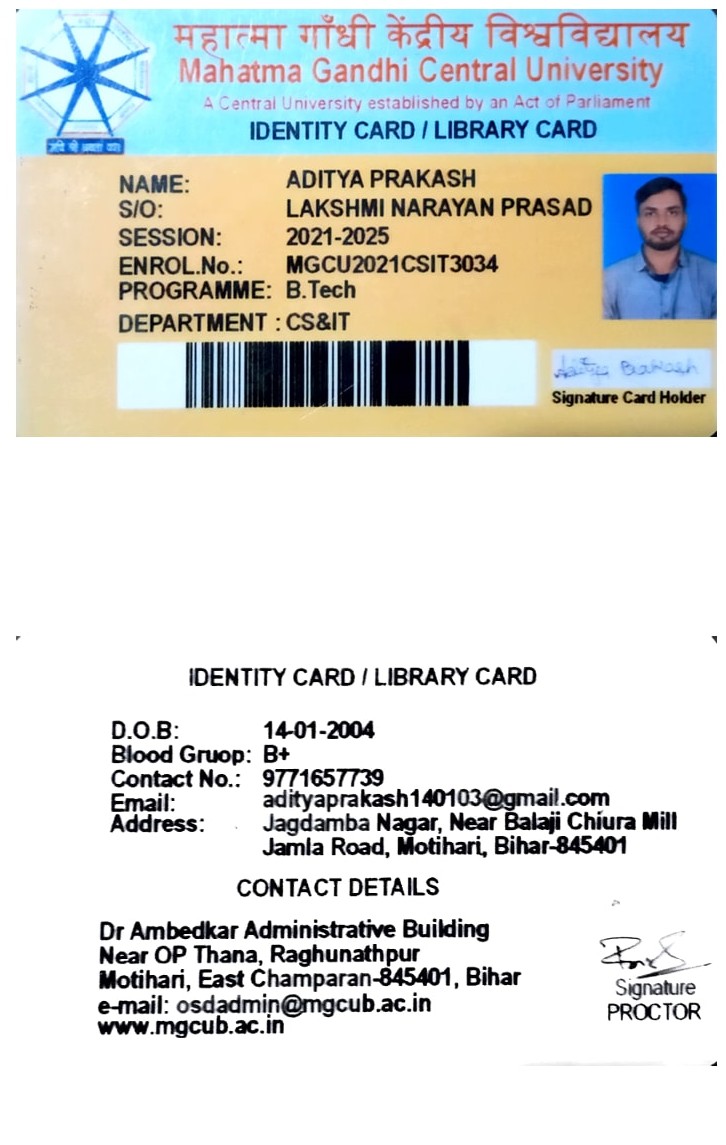 महात्मा गाँधी केंद्रीय विश्वविद्यालय
Mahatma Gandhi Central University
A Central University established by an Act of Parliament
IDENTITY CARD / LIBRARY CARD
NAME: ADITYA PRAKASH
S/O: LAKSHMI NARAYAN PRASAD
SESSION: 2021-2025
ENROL.No.: MGCU2021CSIT3034
PROGRAMME: B.Tech
DEPARTMENT : CS&IT
Aditya Prakash
Signature Card Holder
IDENTITY CARD / LIBRARY CARD
D.O.B: 14-01-2004
Blood Gruop: B+
Contact No.: 9771657739
Email: adityaprakash140103@gmail.com
Address: Jagdamba Nagar, Near Balaji Chiura Mill
Jamla Road, Motihari, Bihar-845401
CONTACT DETAILS
Dr Ambedkar Administrative Building
Near OP Thana, Raghunathpur
Motihari, East Champaran-845401, Bihar
e-mail: osdadmin@mgcub.ac.in
www.mgcub.ac.in
Signature
PROCTOR